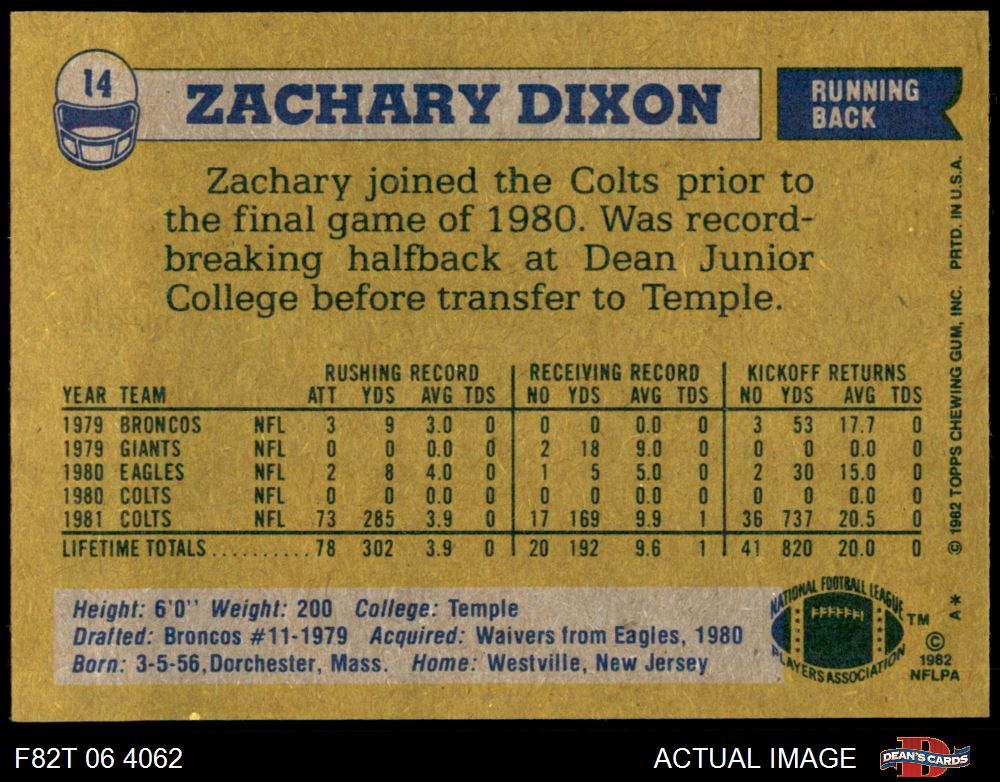 14
ZACHARY DIXON
RUNNING
BACK
Zachary joined the Colts prior to
the final game of 1980. Was record-
breaking halfback at Dean Junior
College before transfer to Temple.
RUSHING RECORD RECEIVING RECORD KICKOFF RETURNS
YEAR TEAM ATT YDS AVG TDS NO YDS AVG TDS NO YDS AVG TDS
1979 BRONCOS NFL 3 9 3.0 0 0 0 0.0 0 3 53 17.7 0
1979 GIANTS NFL 0 0 0.0 0 2 18 9.0 0 0 0 0.0 0
1980 EAGLES NFL 2 8 4.0 0 1 5 5.0 0 2 30 15.0 0
1980 COLTS NFL 0 0 0.0 0 0 0 0.0 0 0 0 0.0 0
1981 COLTS NFL 73 285 3.9 0 17 169 9.9 1 36 737 20.5 0
LIFETIME TOTALS.......... 78 302 3.9 0 20 192 9.6 1 41 820 20.0 0
Height: 6'0" Weight: 200 College: Temple
Drafted: Broncos #11-1979 Acquired: Waivers from Eagles, 1980
Born: 3-5-56, Dorchester, Mass. Home: Westville, New Jersey
NATIONAL FOOTBALL LEAGUE
PLAYERS ASSOCIATION
TM
©
1982
NFLPA
A*
© 1982 TOPPS CHEWING GUM, INC. PRTD. IN U.S.A.
F82T 06 4062
ACTUAL IMAGE
DEAN'S CARDS